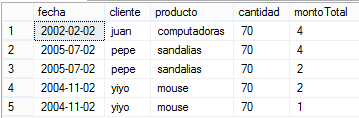 fecha cliente producto cantidad montoTotal
1 2002-02-02 juan computadoras 70 4
2 2005-07-02 pepe sandalias 70 4
3 2005-07-02 pepe sandalias 70 2
4 2004-11-02 yiyo mouse 70 2
5 2004-11-02 yiyo mouse 70 1